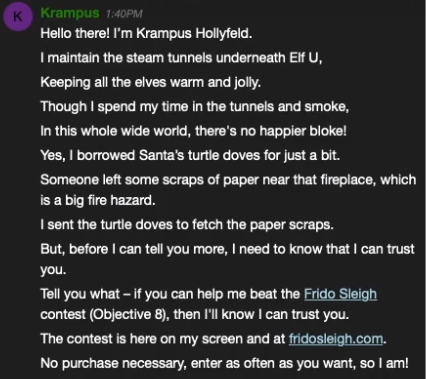 K
Krampus 1:40PM
Hello there! I'm Krampus Hollyfeld.
I maintain the steam tunnels underneath Elf U,
Keeping all the elves warm and jolly.
Though I spend my time in the tunnels and smoke,
In this whole wide world, there's no happier bloke!
Yes, I borrowed Santa's turtle doves for just a bit.
Someone left some scraps of paper near that fireplace, which
is a big fire hazard.
I sent the turtle doves to fetch the paper scraps.
But, before I can tell you more, I need to know that I can trust
you.
Tell you what – if you can help me beat the Frido Sleigh
contest (Objective 8), then I'll know I can trust you.
The contest is here on my screen and at fridosleigh.com.
No purchase necessary, enter as often as you want, so I am!